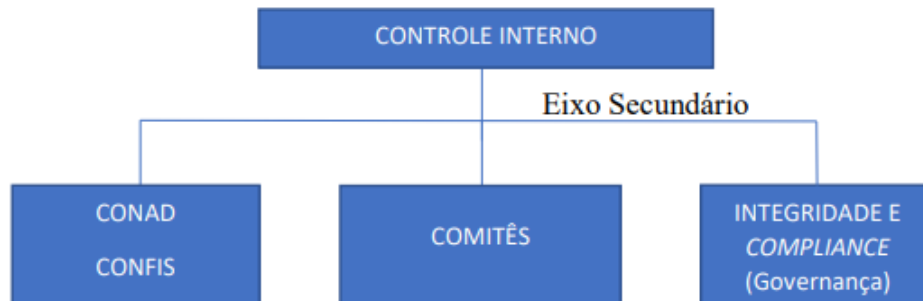 CONTROLE INTERNO
Eixo Secundário
CONAD
CONFIS
COMITÊS
INTEGRIDADE E
COMPLIANCE
(Governança)